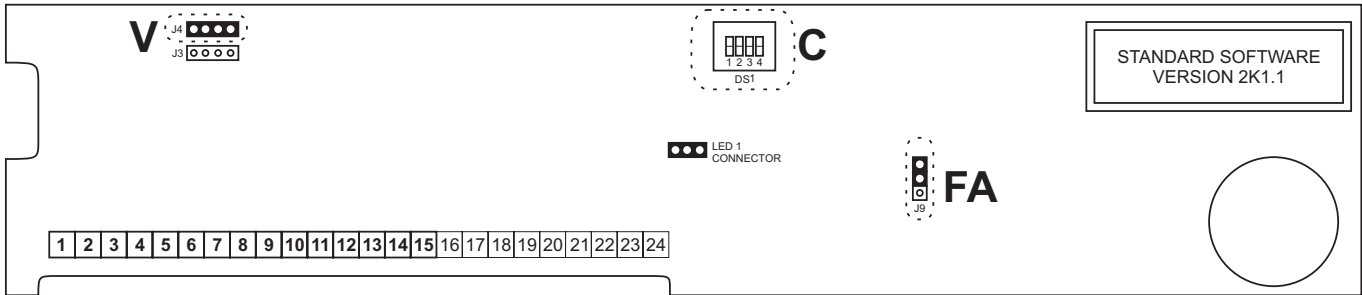 V
J4
J3
1 2 3 4
DS1
C
STANDARD SOFTWARE
VERSION 2K1.1
LED 1
CONNECTOR
J9
FA
1 2 3 4 5 6 7 8 9 10 11 12 13 14 15 16 17 18 19 20 21 22 23 24